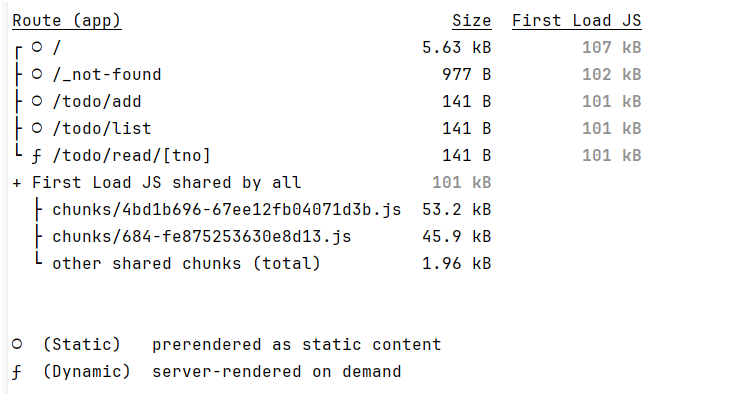 Route (app) Size First Load JS
┌ ○ / 5.63 kB 107 kB
├ ○ /_not-found 977 B 102 kB
├ ○ /todo/add 141 B 101 kB
├ ○ /todo/list 141 B 101 kB
└ ƒ /todo/read/[tno] 141 B 101 kB
+ First Load JS shared by all 101 kB
├ chunks/4bd1b696-67ee12fb04071d3b.js 53.2 kB
├ chunks/684-fe875253630e8d13.js 45.9 kB
└ other shared chunks (total) 1.96 kB
○ (Static) prerendered as static content
ƒ (Dynamic) server-rendered on demand